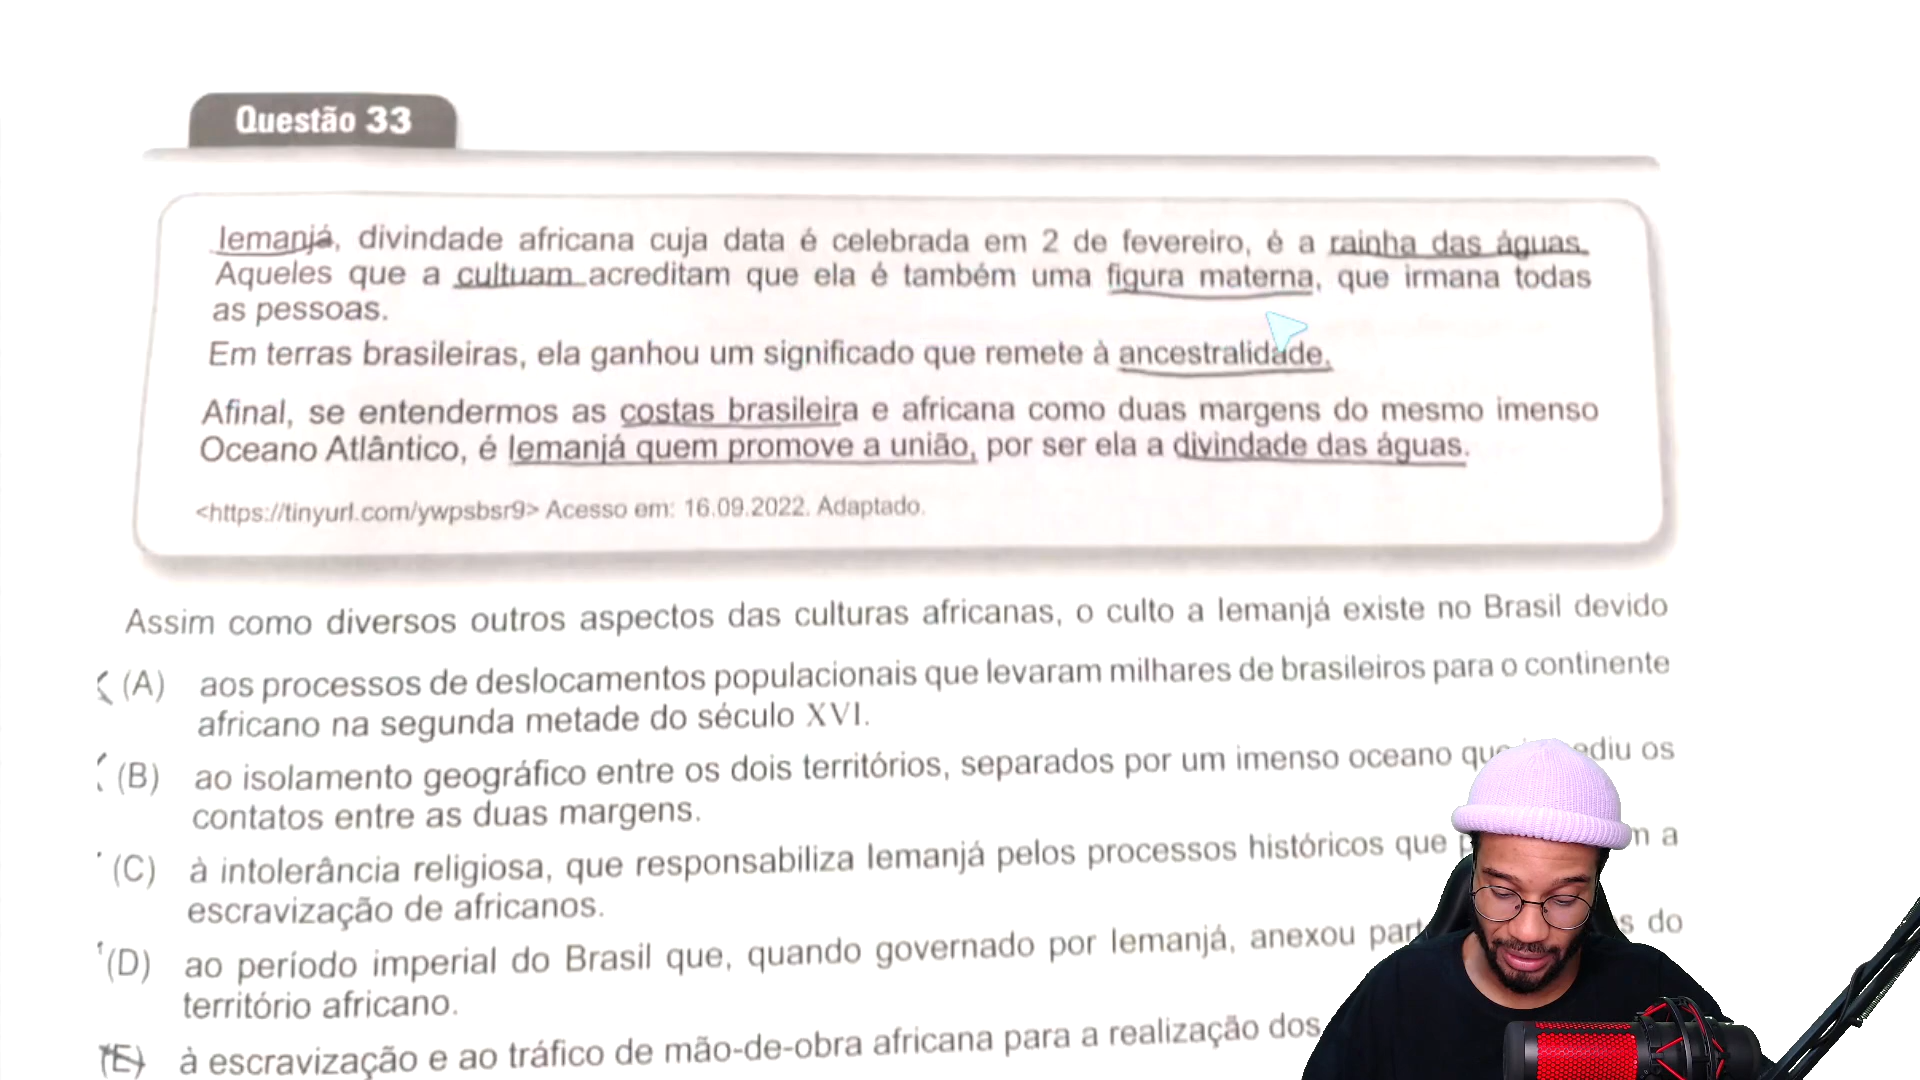 Questão 33
Iemanjá, divindade africana cuja data é celebrada em 2 de fevereiro, é a rainha das águas.
Aqueles que a cultuam acreditam que ela é também uma figura materna, que irmana todas
as pessoas.
Em terras brasileiras, ela ganhou um significado que remete à ancestralidade.
Afinal, se entendermos as costas brasileira e africana como duas margens do mesmo imenso
Oceano Atlântico, é Iemanjá quem promove a união, por ser ela a divindade das águas.
<https://tinyurl.com/ywpsbsr9> Acesso em: 16.09.2022. Adaptado.
Assim como diversos outros aspectos das culturas africanas, o culto a Iemanjá existe no Brasil devido
(A) aos processos de deslocamentos populacionais que levaram milhares de brasileiros para o continente
africano na segunda metade do século XVI.
(B) ao isolamento geográfico entre os dois territórios, separados por um imenso oceano os
contatos entre as duas margens.
(C) à intolerância religiosa, que responsabiliza Iemanjá pelos processos históricos que a
escravização de africanos.
(D) ao período imperial do Brasil que, quando governado por Iemanjá, anexou do
território africano.
(E) à escravização e ao tráfico de mão-de-obra africana para a realização dos